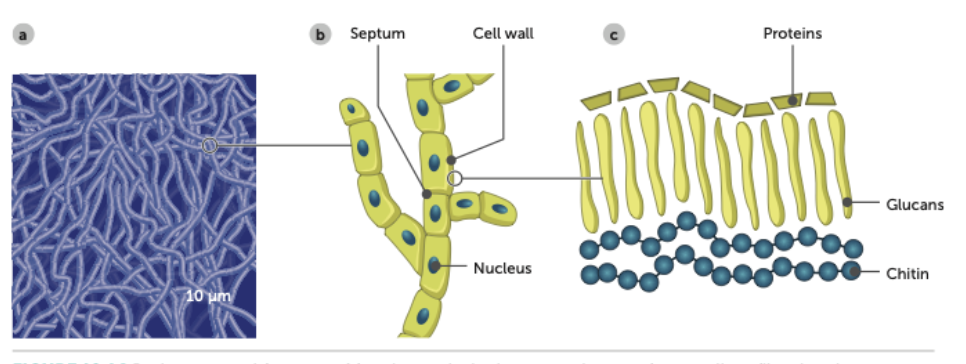 a
b
Septum
Cell wall
c
Proteins
Glucans
10 µm
Nucleus
Chitin